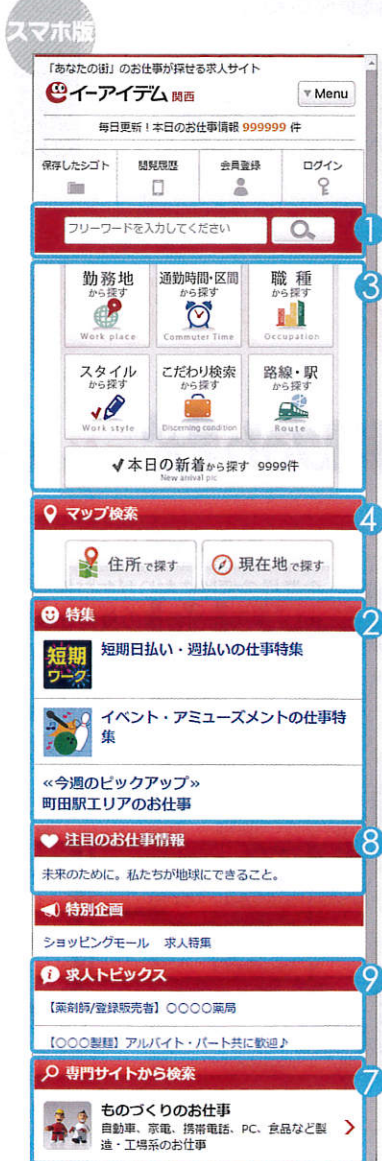 スマホ版
「あなたの街」のお仕事が探せる求人サイト
イーアイデム 関西
▼Menu
毎日更新！本日のお仕事情報 999999 件
保存したシゴト 閲覧履歴 会員登録 ログイン
フリーワードを入力してください
1
勤務地 通勤時間・区間 職種
から探す から探す から探す
Work place Commuter Time Occupation
3
スタイル こだわり検索 路線・駅
から探す から探す から探す
Work style Discerning condition Route
✔本日の新着から探す 9999件
New arival pic
マップ検索
4
住所で探す 現在地で探す
特集
2
短期
ワーク
短期日払い・週払いの仕事特集
イベント・アミューズメントの仕事特
集
≪今週のピックアップ≫
町田駅エリアのお仕事
注目のお仕事情報
8
未来のために。私たちが地球にできること。
特別企画
ショッピングモール 求人特集
求人トピックス
9
【薬剤師/登録販売者】〇〇〇〇薬局
【〇〇〇製麺】アルバイト・パート共に歓迎♪
専門サイトから検索
7
ものづくりのお仕事
自動車、家電、携帯電話、PC、食品など製
造・工場系のお仕事